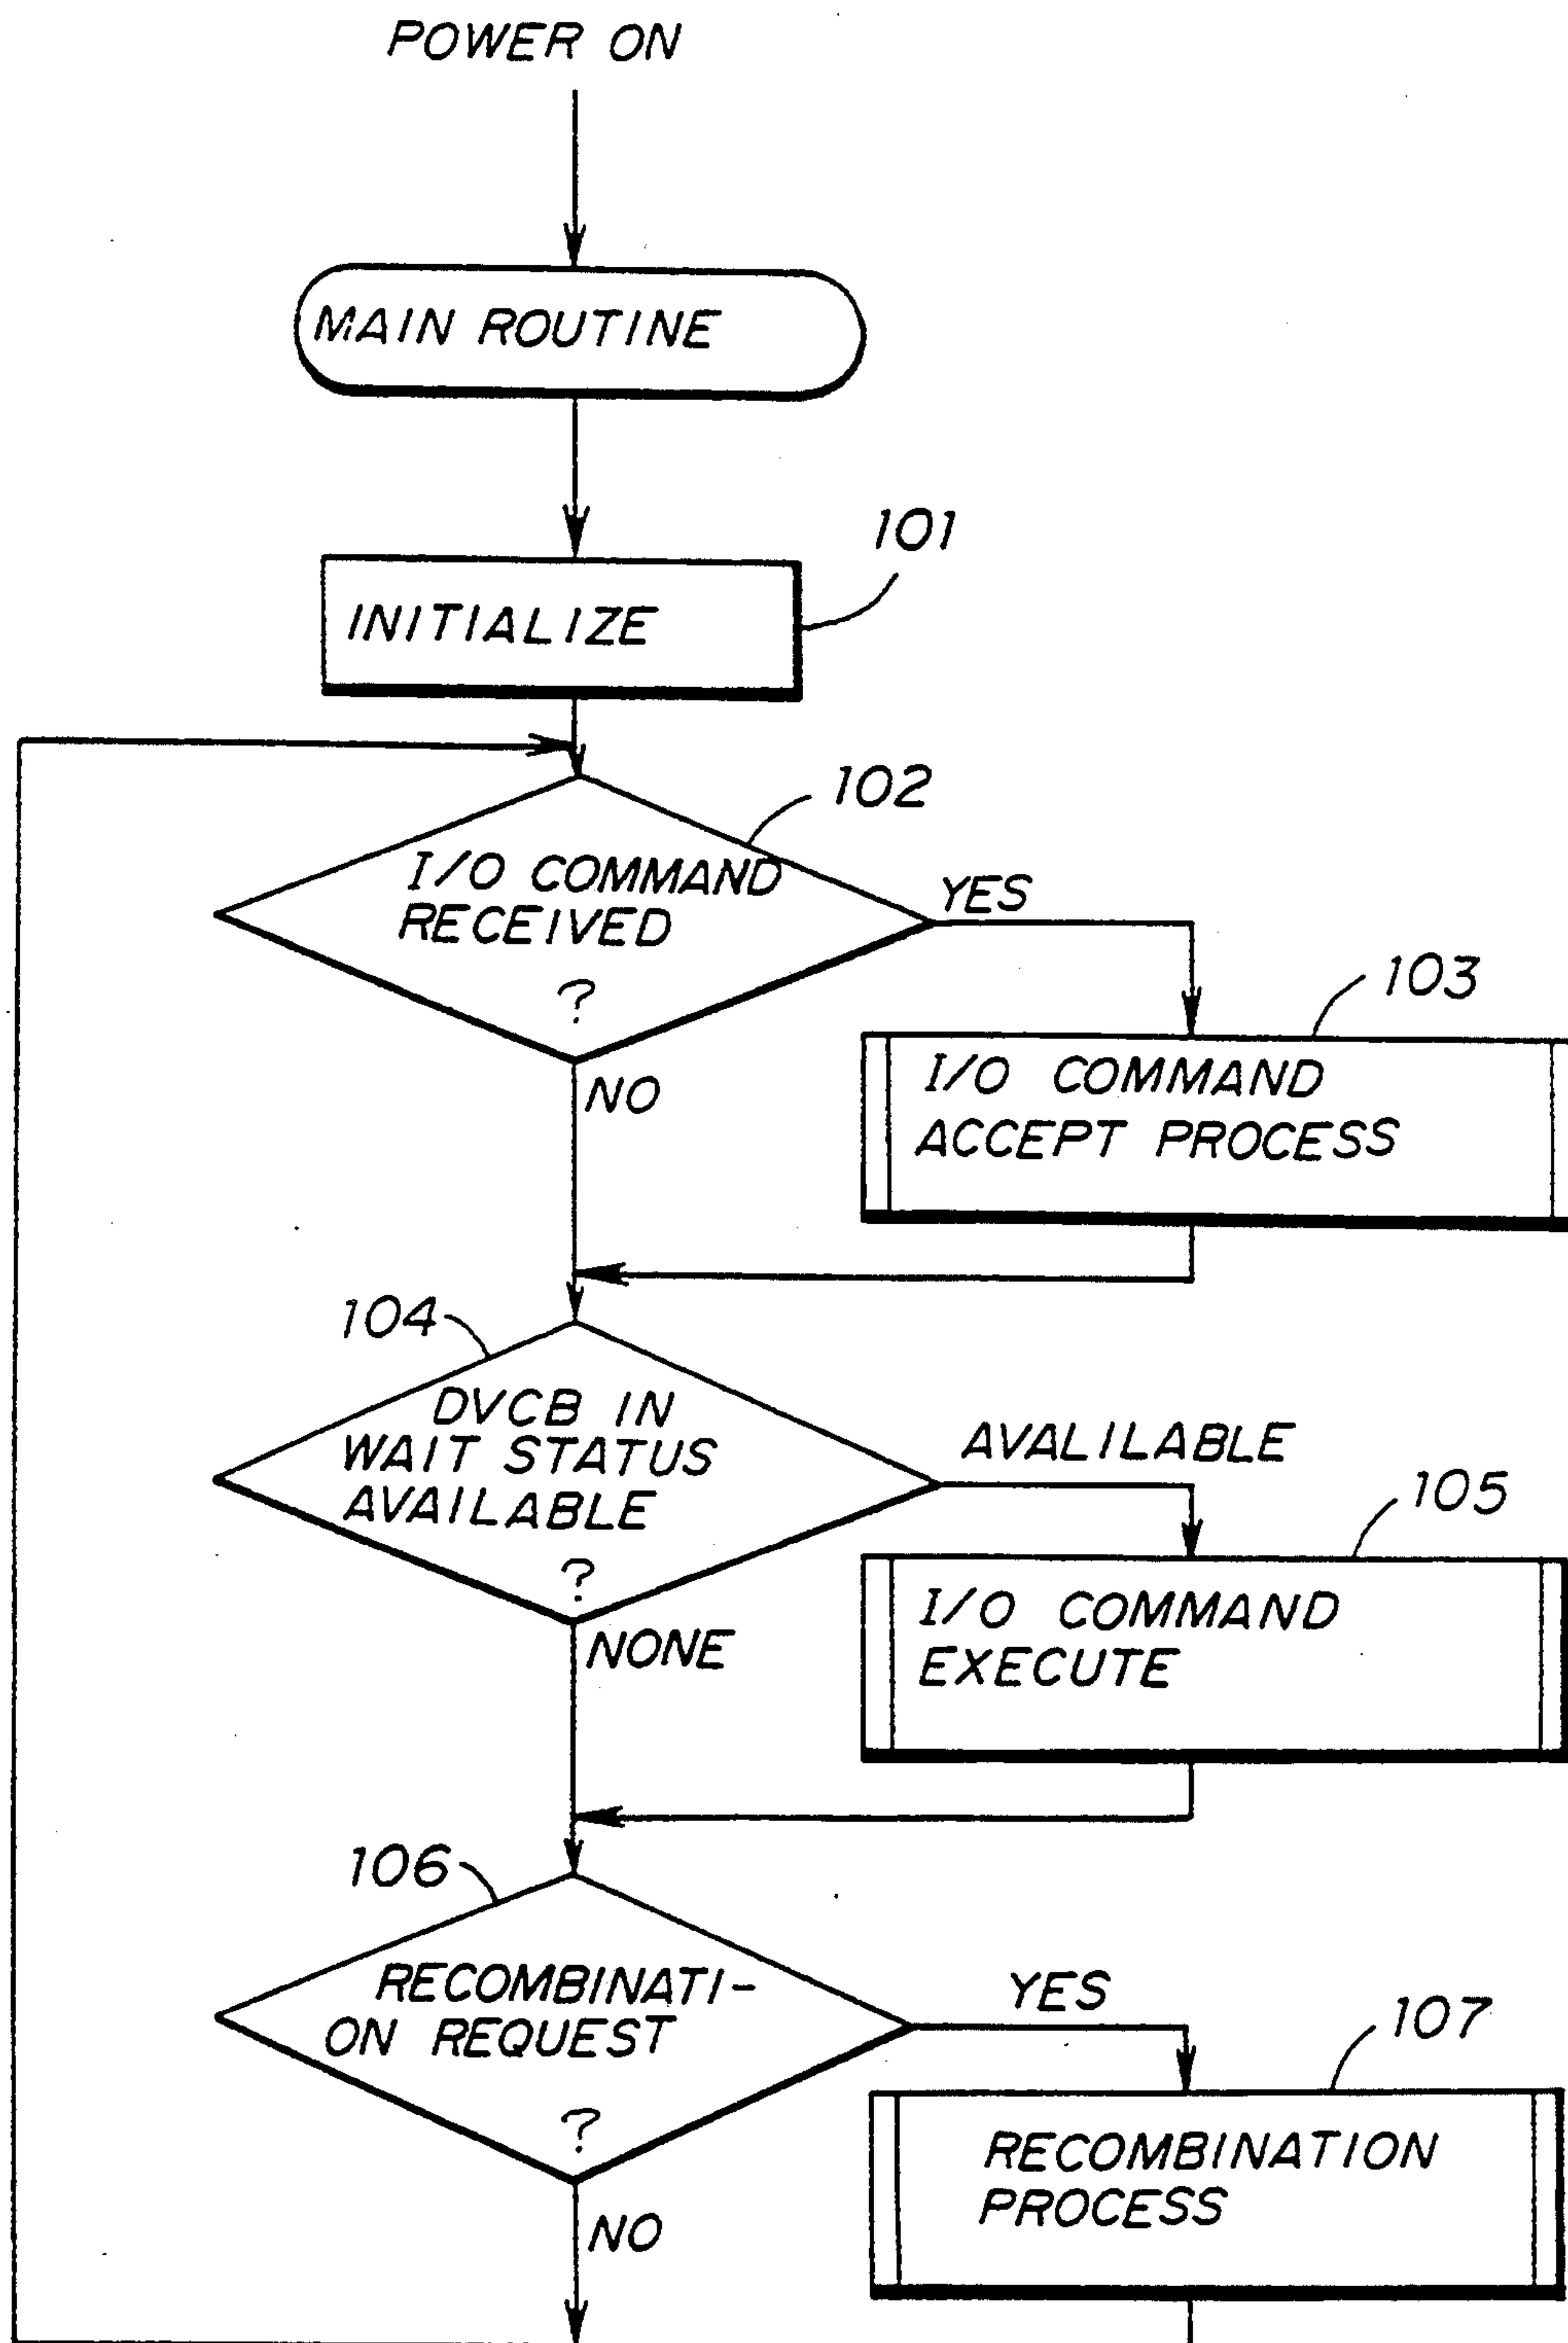 POWER ON
MAIN ROUTINE
101
INITIALIZE
102
I/O COMMAND
RECEIVED
?
YES
NO
103
I/O COMMAND
ACCEPT PROCESS
104
DVCB IN
WAIT STATUS
AVAILABLE
?
AVALILABLE
NONE
105
I/O COMMAND
EXECUTE
106
RECOMBINATI-
ON REQUEST
?
YES
NO
107
RECOMBINATION
PROCESS